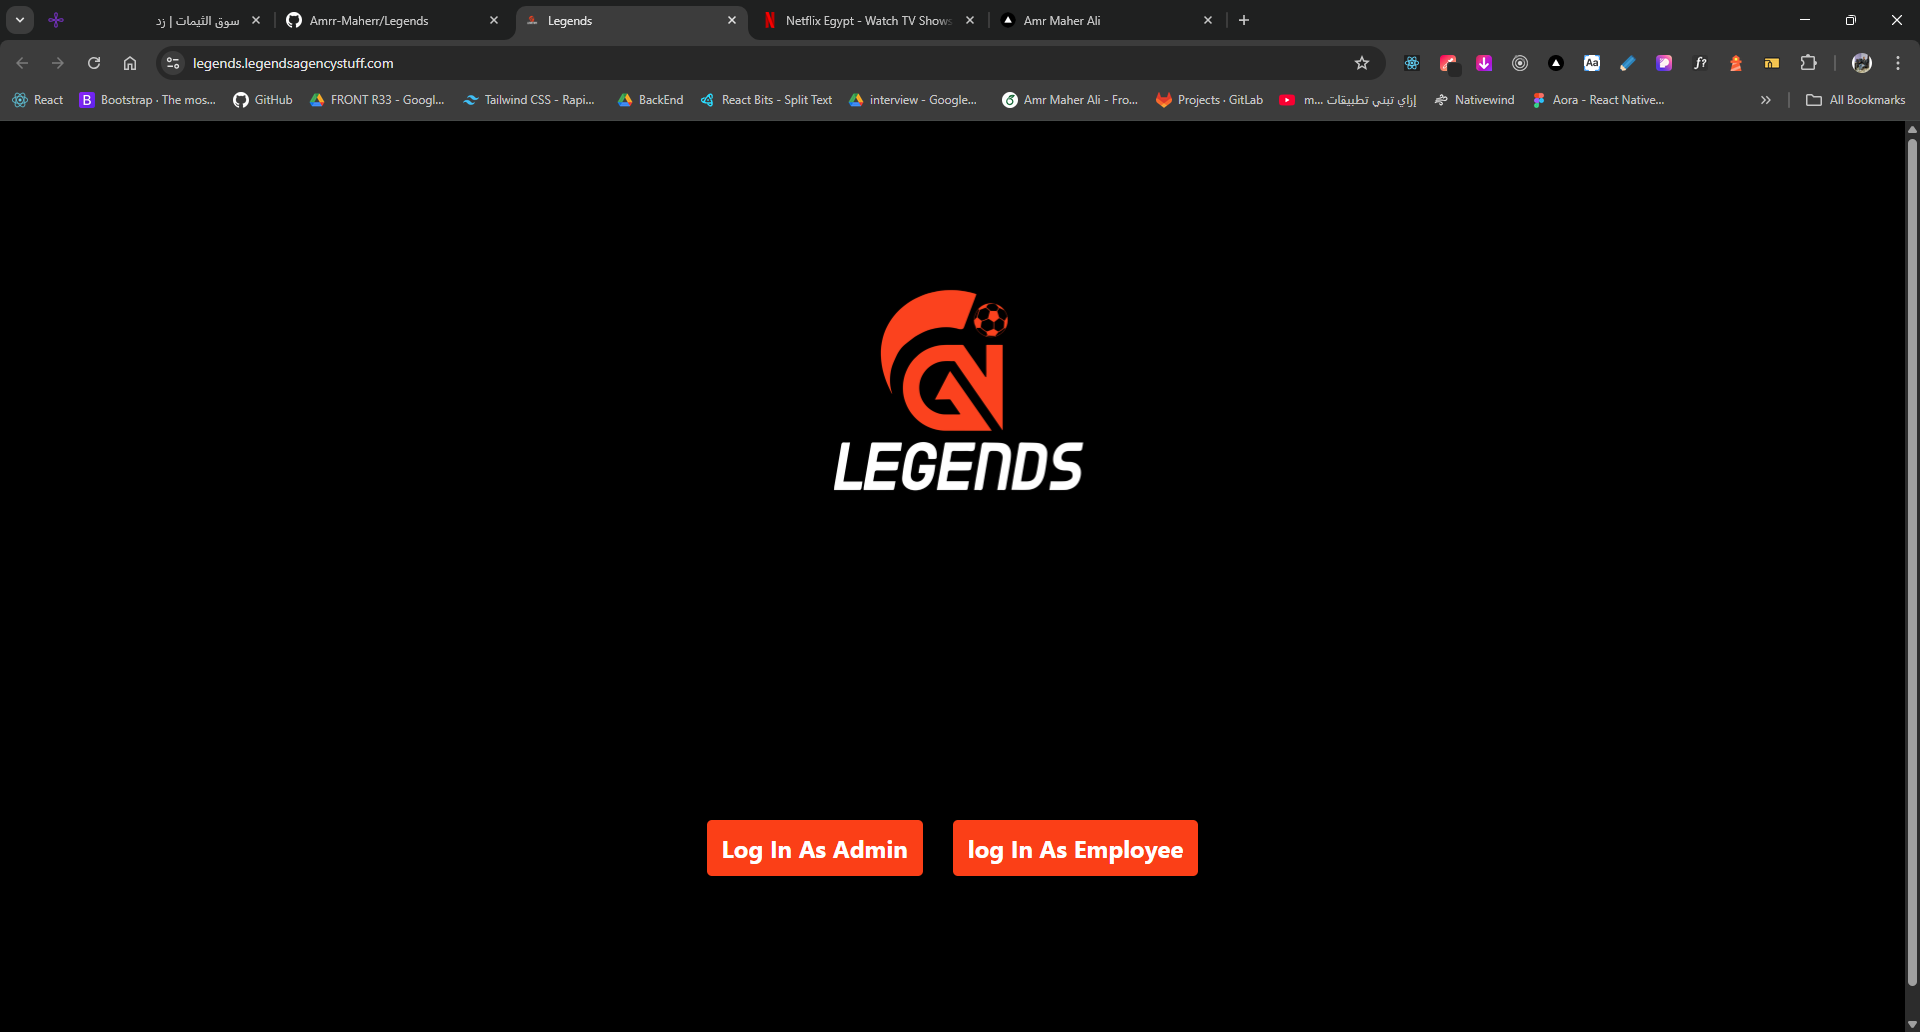 سوق الثيمات | زد
Amrr-Maherr/Legends
Legends
Netflix Egypt - Watch TV Shows
Amr Maher Ali
legends.legendsagencystuff.com
React
Bootstrap · The mos...
GitHub
FRONT R33 - Googl...
Tailwind CSS - Rapi...
BackEnd
React Bits - Split Text
interview - Google...
Amr Maher Ali - Fro...
Projects · GitLab
إزاي تبني تطبيقات m...
Nativewind
Aora - React Native...
All Bookmarks
LEGENDS
Log In As Admin
log In As Employee